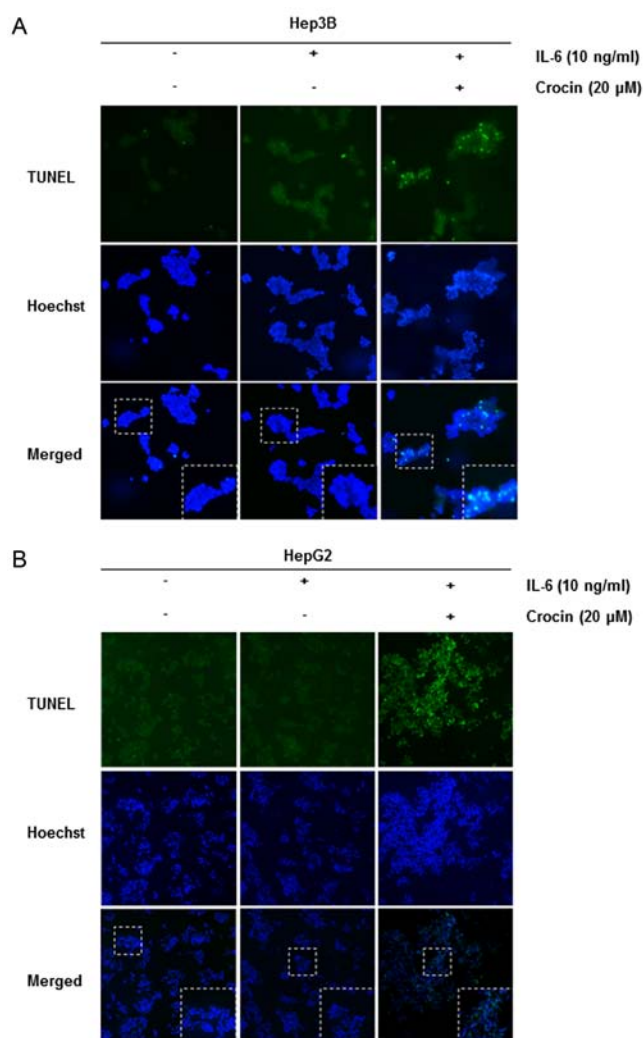 A
Hep3B
- + + IL-6 (10 ng/ml)
- - + Crocin (20 µM)
TUNEL
Hoechst
Merged
B
HepG2
- + + IL-6 (10 ng/ml)
- - + Crocin (20 µM)
TUNEL
Hoechst
Merged